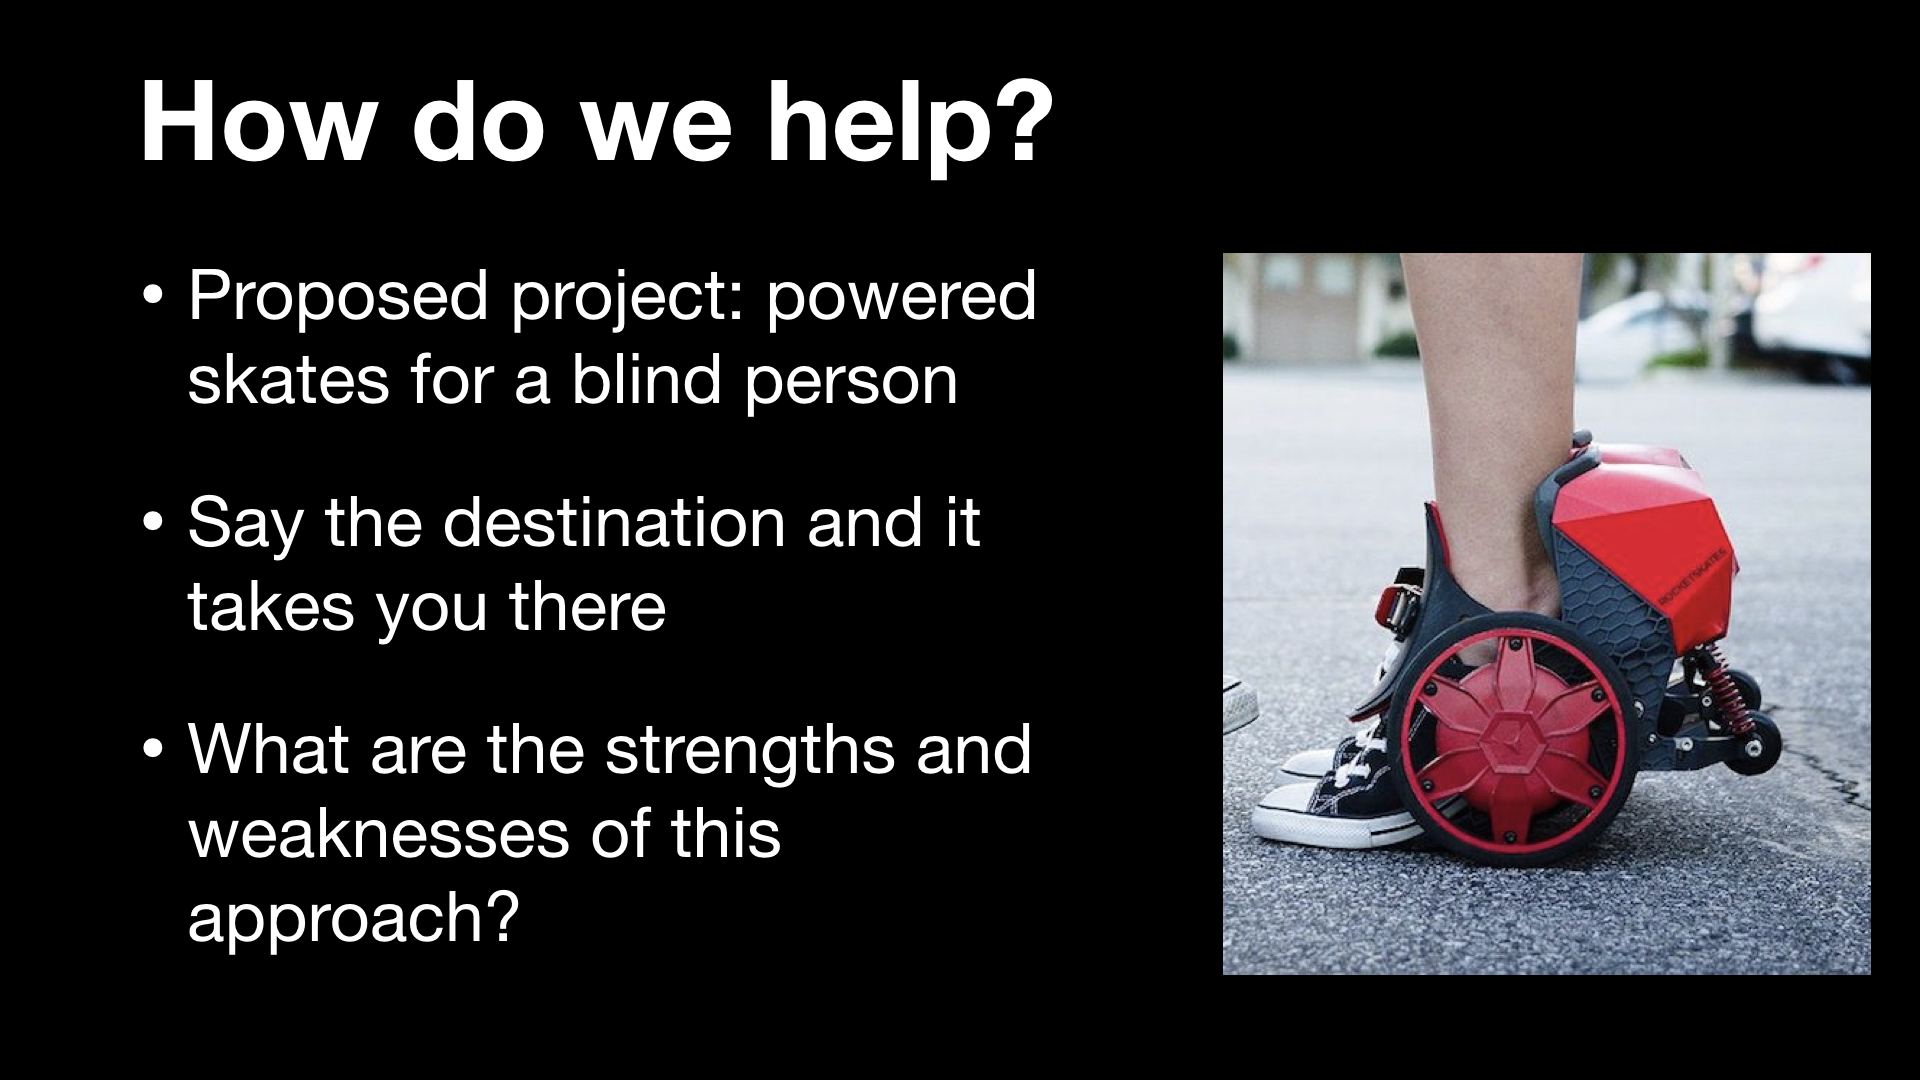 How do we help?
• Proposed project: powered
skates for a blind person
• Say the destination and it
takes you there
• What are the strengths and
weaknesses of this
approach?
ROCKETSKATES